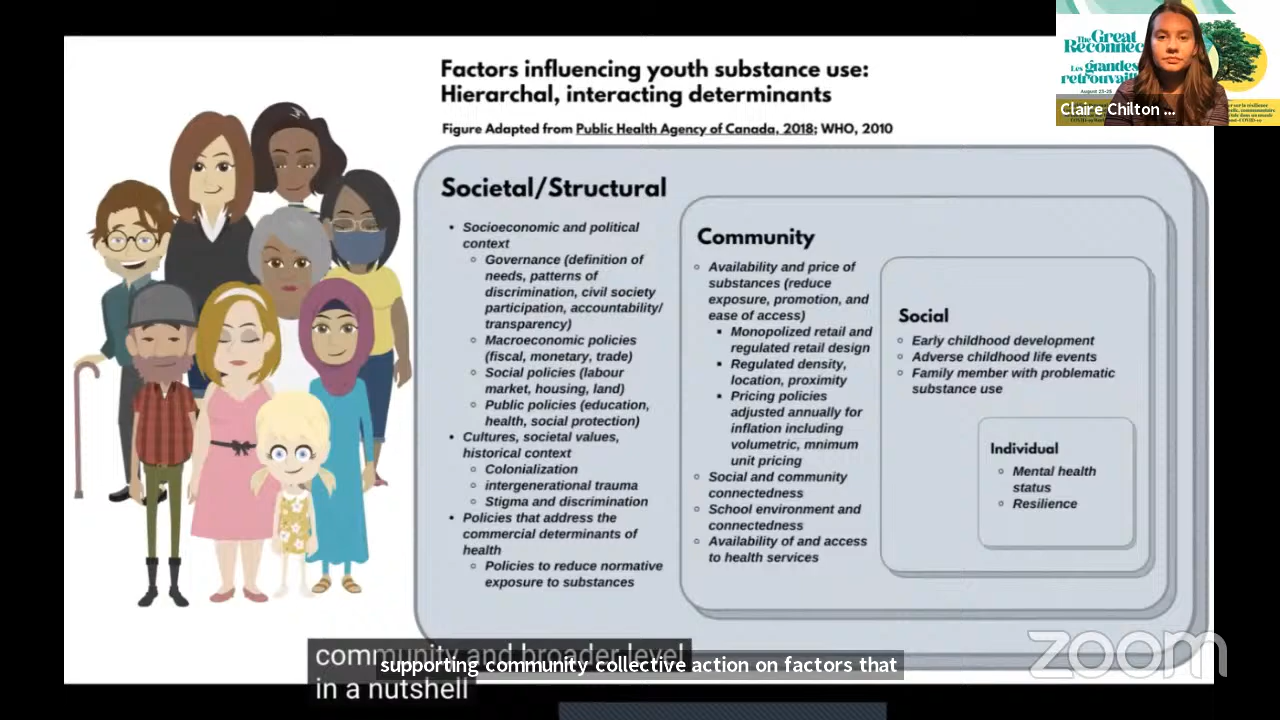 Factors influencing youth substance use:
Hierarchal, interacting determinants
Figure Adapted from Public Health Agency of Canada, 2018; WHO, 2010
Societal/Structural
• Socioeconomic and political
context
○ Governance (definition of
needs, patterns of
discrimination, civil society
participation, accountability/
transparency)
○ Macroeconomic policies
(fiscal, monetary, trade)
○ Social policies (labour
market, housing, land)
○ Public policies (education,
health, social protection)
• Cultures, societal values,
historical context
○ Colonialization
○ intergenerational trauma
○ Stigma and discrimination
• Policies that address the
commercial determinants of
health
○ Policies to reduce normative
exposure to substances
Community
○ Availability and price of
substances (reduce
exposure, promotion, and
ease of access)
▪ Monopolized retail and
regulated retail design
▪ Regulated density,
location, proximity
▪ Pricing policies
adjusted annually for
inflation including
volumetric, mnimum
unit pricing
○ Social and community
connectedness
○ School environment and
connectedness
○ Availability of and access
to health services
Social
○ Early childhood development
○ Adverse childhood life events
○ Family member with problematic
substance use
Individual
○ Mental health
status
○ Resilience
The Great
Reconnec
Les grandes
retrouvail
August 23-25
Claire Chilton ...
community and broader level
in a nutshell
supporting community collective action on factors that
zoom